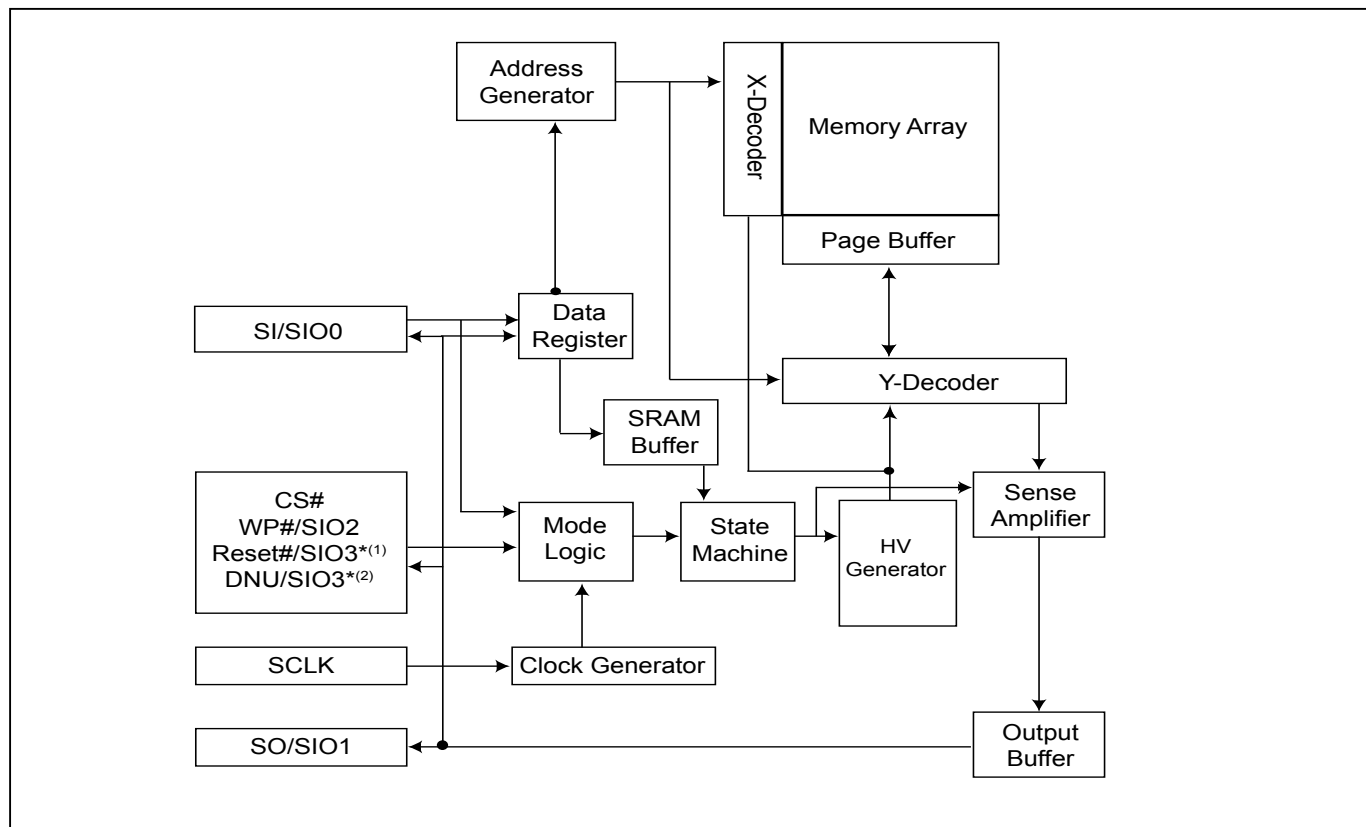 Address
Generator
X-Decoder
Memory Array
Page Buffer
SI/SIO0
Data
Register
Y-Decoder
SRAM
Buffer
CS#
WP#/SIO2
Reset#/SIO3*(1)
DNU/SIO3*(2)
Mode
Logic
State
Machine
HV
Generator
Sense
Amplifier
SCLK
Clock Generator
SO/SIO1
Output
Buffer